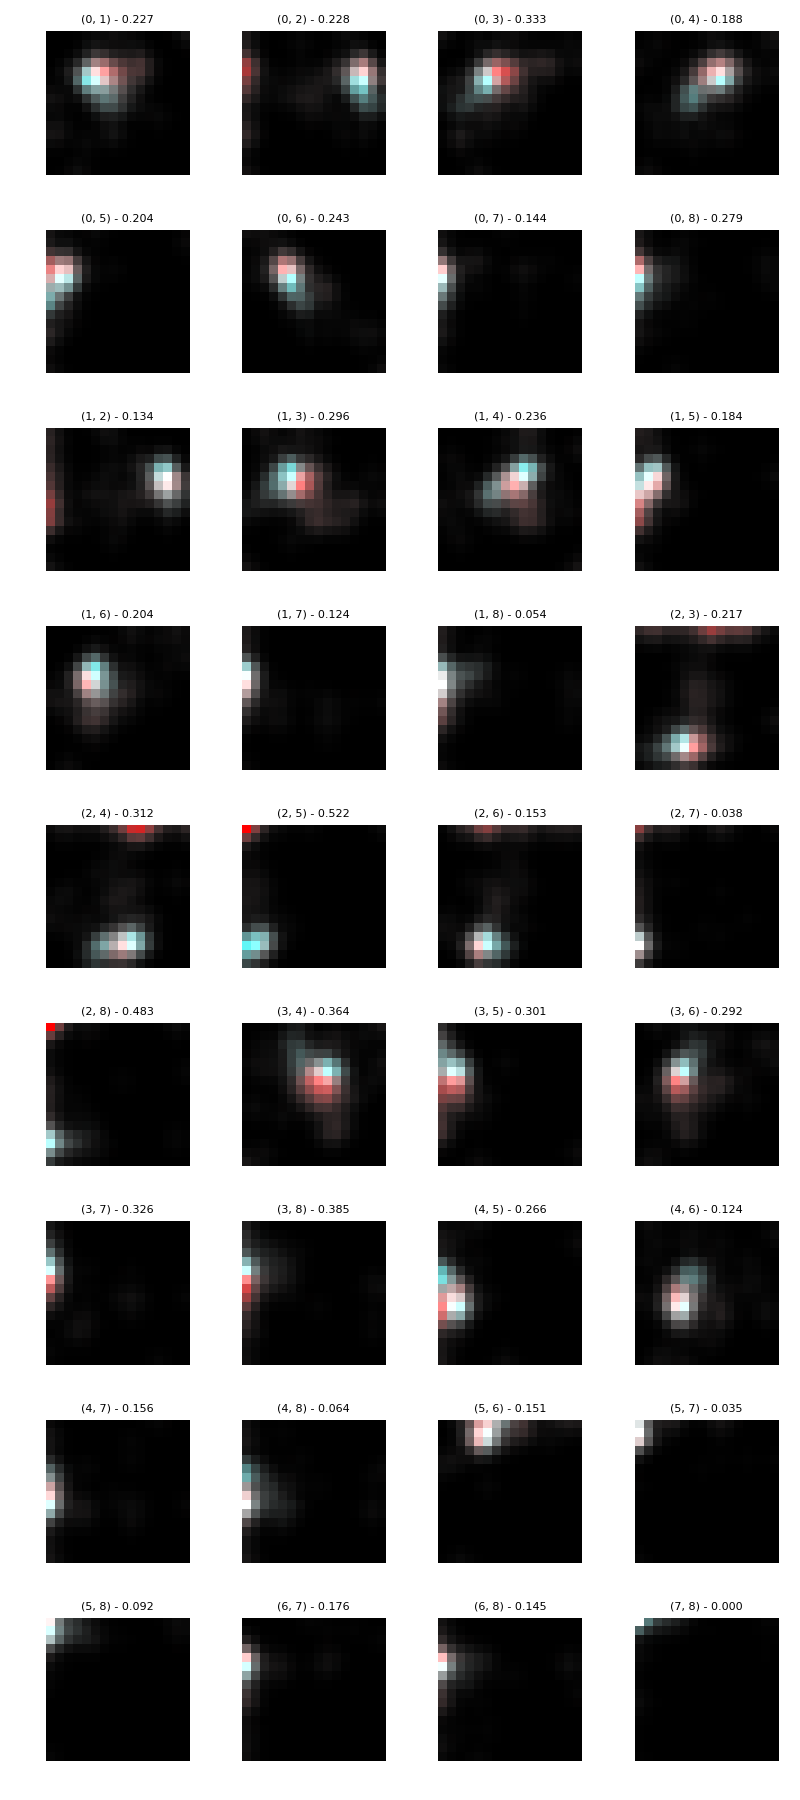 (0, 1) - 0.227 (0, 2) - 0.228 (0, 3) - 0.333 (0, 4) - 0.188
(0, 5) - 0.204 (0, 6) - 0.243 (0, 7) - 0.144 (0, 8) - 0.279
(1, 2) - 0.134 (1, 3) - 0.296 (1, 4) - 0.236 (1, 5) - 0.184
(1, 6) - 0.204 (1, 7) - 0.124 (1, 8) - 0.054 (2, 3) - 0.217
(2, 4) - 0.312 (2, 5) - 0.522 (2, 6) - 0.153 (2, 7) - 0.038
(2, 8) - 0.483 (3, 4) - 0.364 (3, 5) - 0.301 (3, 6) - 0.292
(3, 7) - 0.326 (3, 8) - 0.385 (4, 5) - 0.266 (4, 6) - 0.124
(4, 7) - 0.156 (4, 8) - 0.064 (5, 6) - 0.151 (5, 7) - 0.035
(5, 8) - 0.092 (6, 7) - 0.176 (6, 8) - 0.145 (7, 8) - 0.000